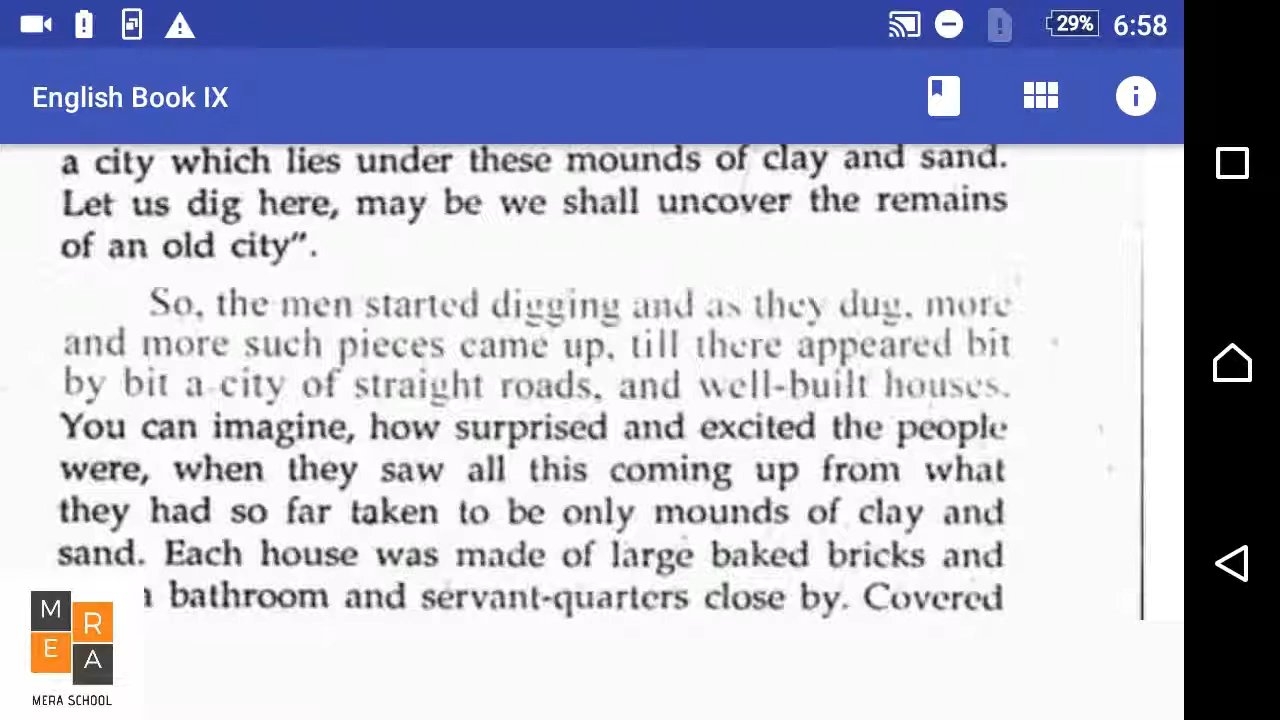 29% 6:58
English Book IX
a city which lies under these mounds of clay and sand.
Let us dig here, may be we shall uncover the remains
of an old city".
So, the men started digging and as they dug, more
and more such pieces came up, till there appeared bit
by bit a city of straight roads, and well-built houses.
You can imagine, how surprised and excited the people
were, when they saw all this coming up from what
they had so far taken to be only mounds of clay and
sand. Each house was made of large baked bricks and
bathroom and servant-quarters close by. Covered
M
R
E
A
MERA SCHOOL